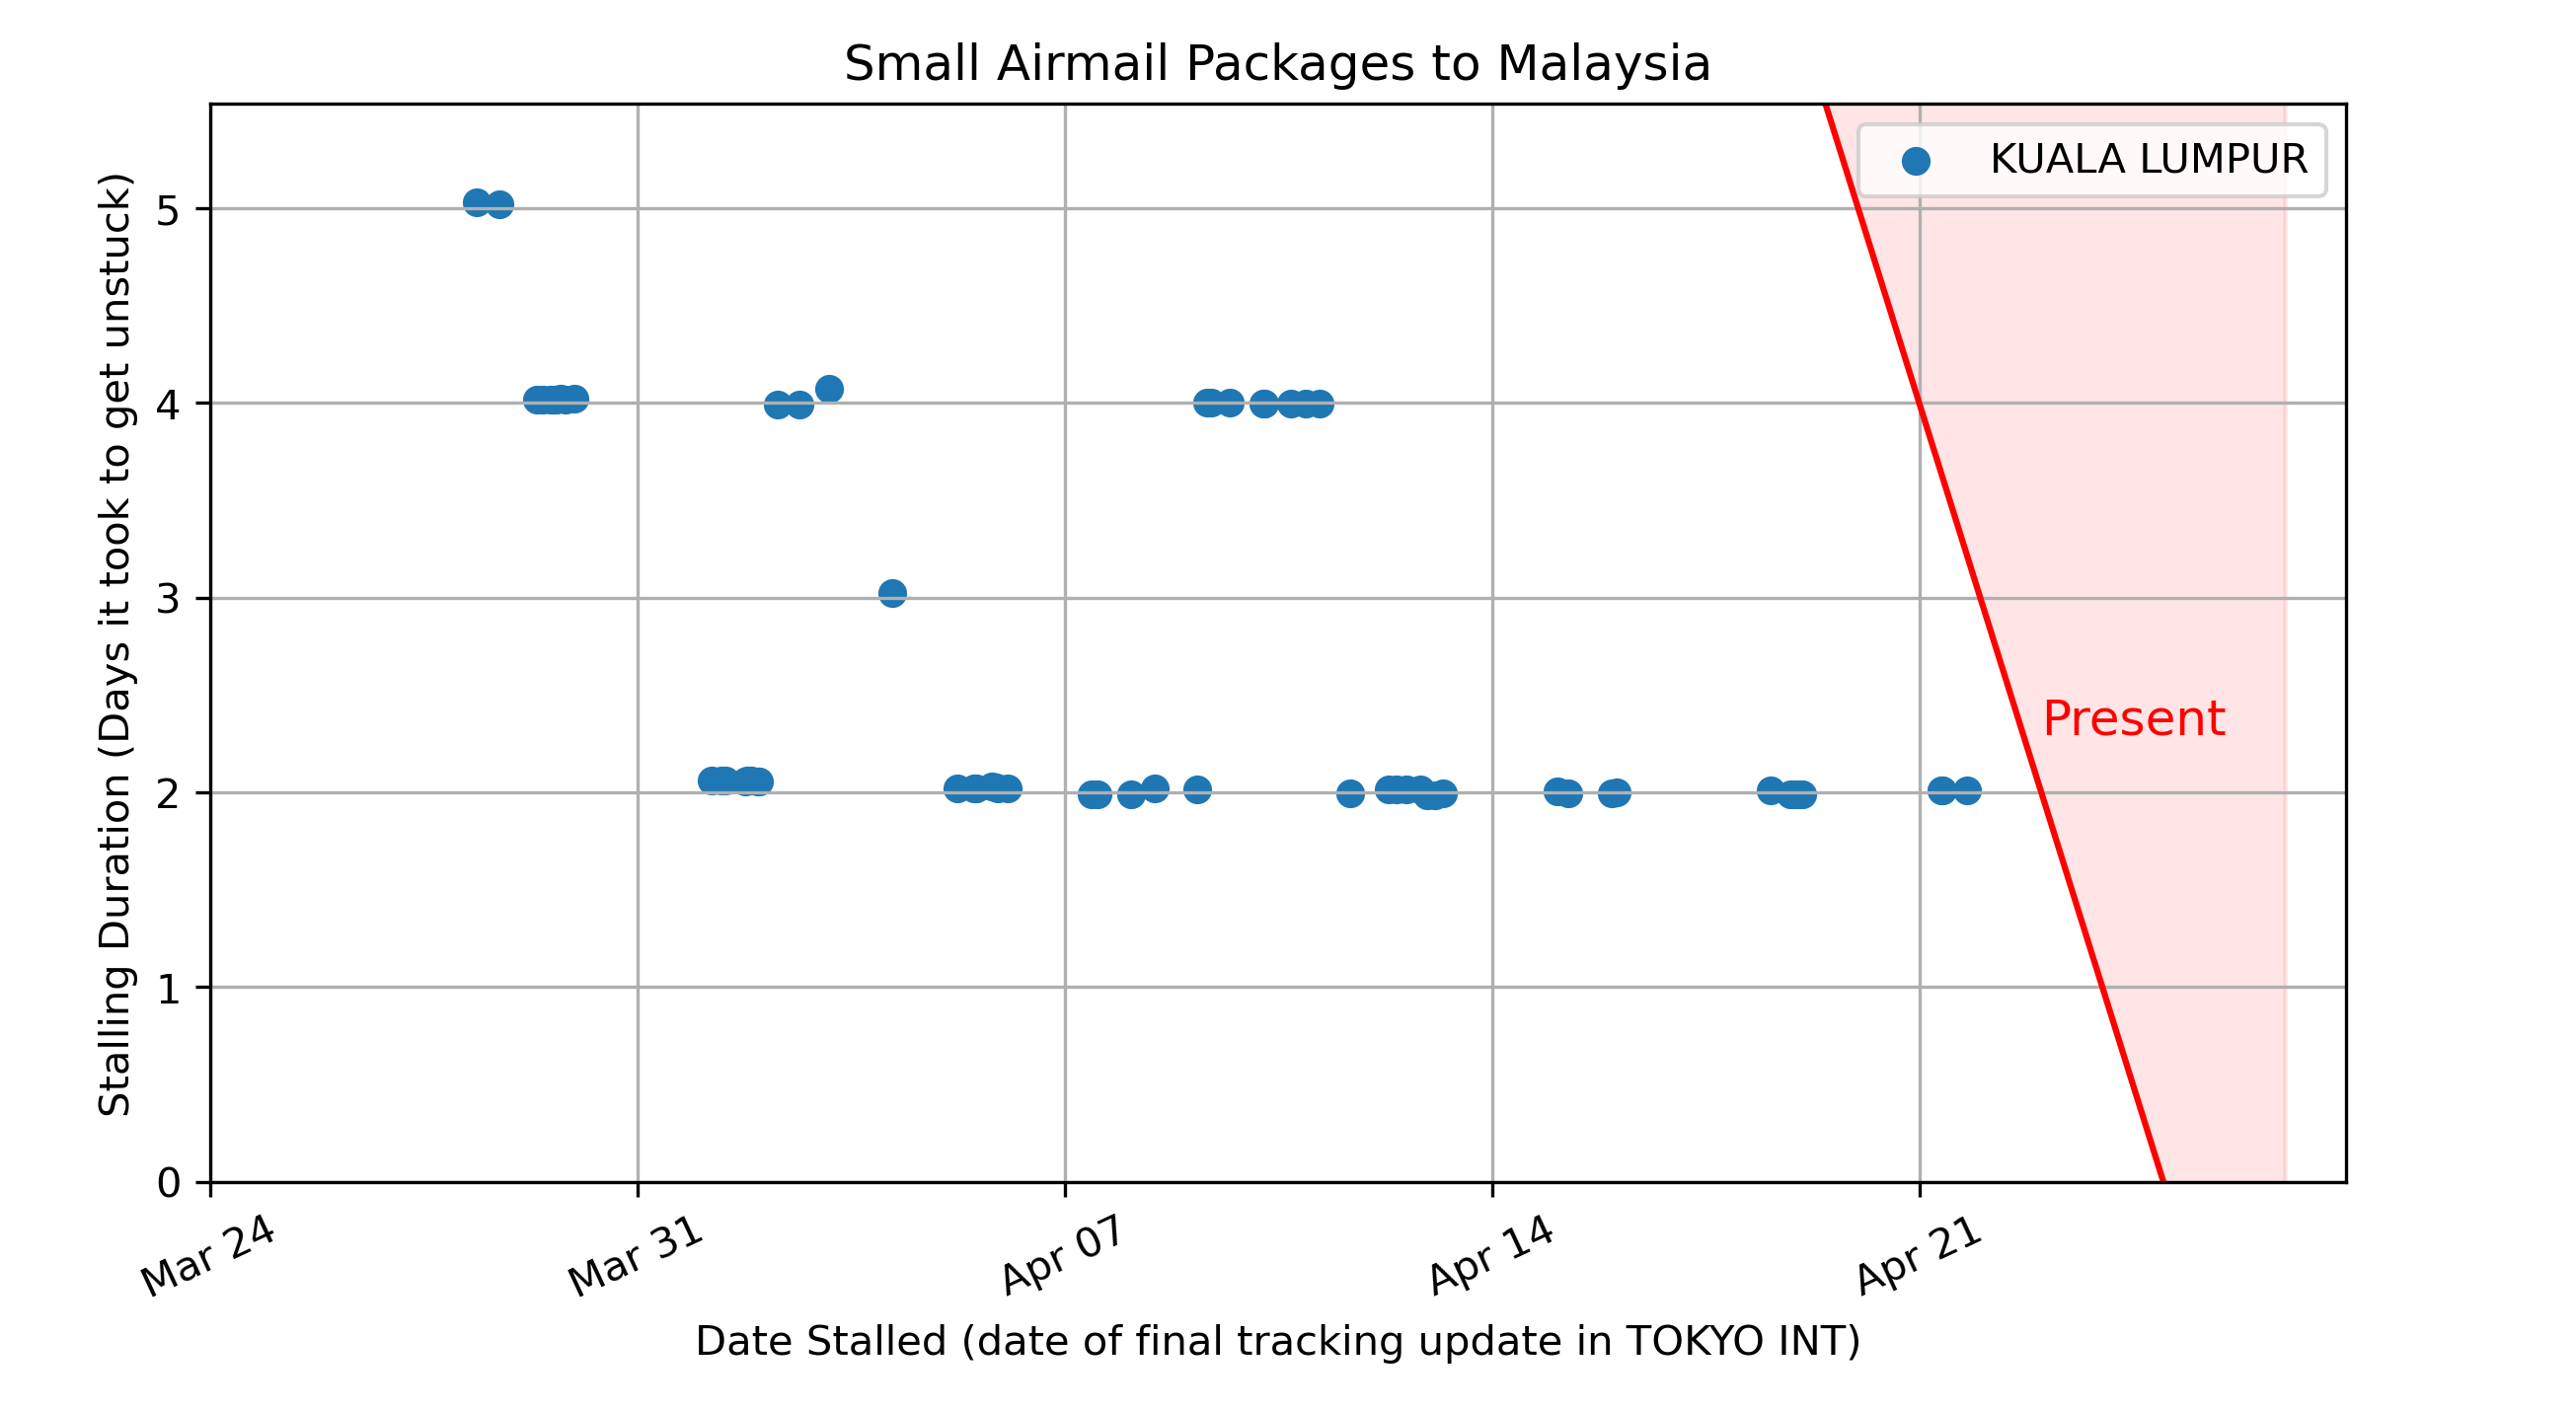 Small Airmail Packages to Malaysia
KUALA LUMPUR
Stalling Duration (Days it took to get unstuck)
5
4
3
2
1
0
Present
Mar 24
Mar 31
Apr 07
Apr 14
Apr 21
Date Stalled (date of final tracking update in TOKYO INT)